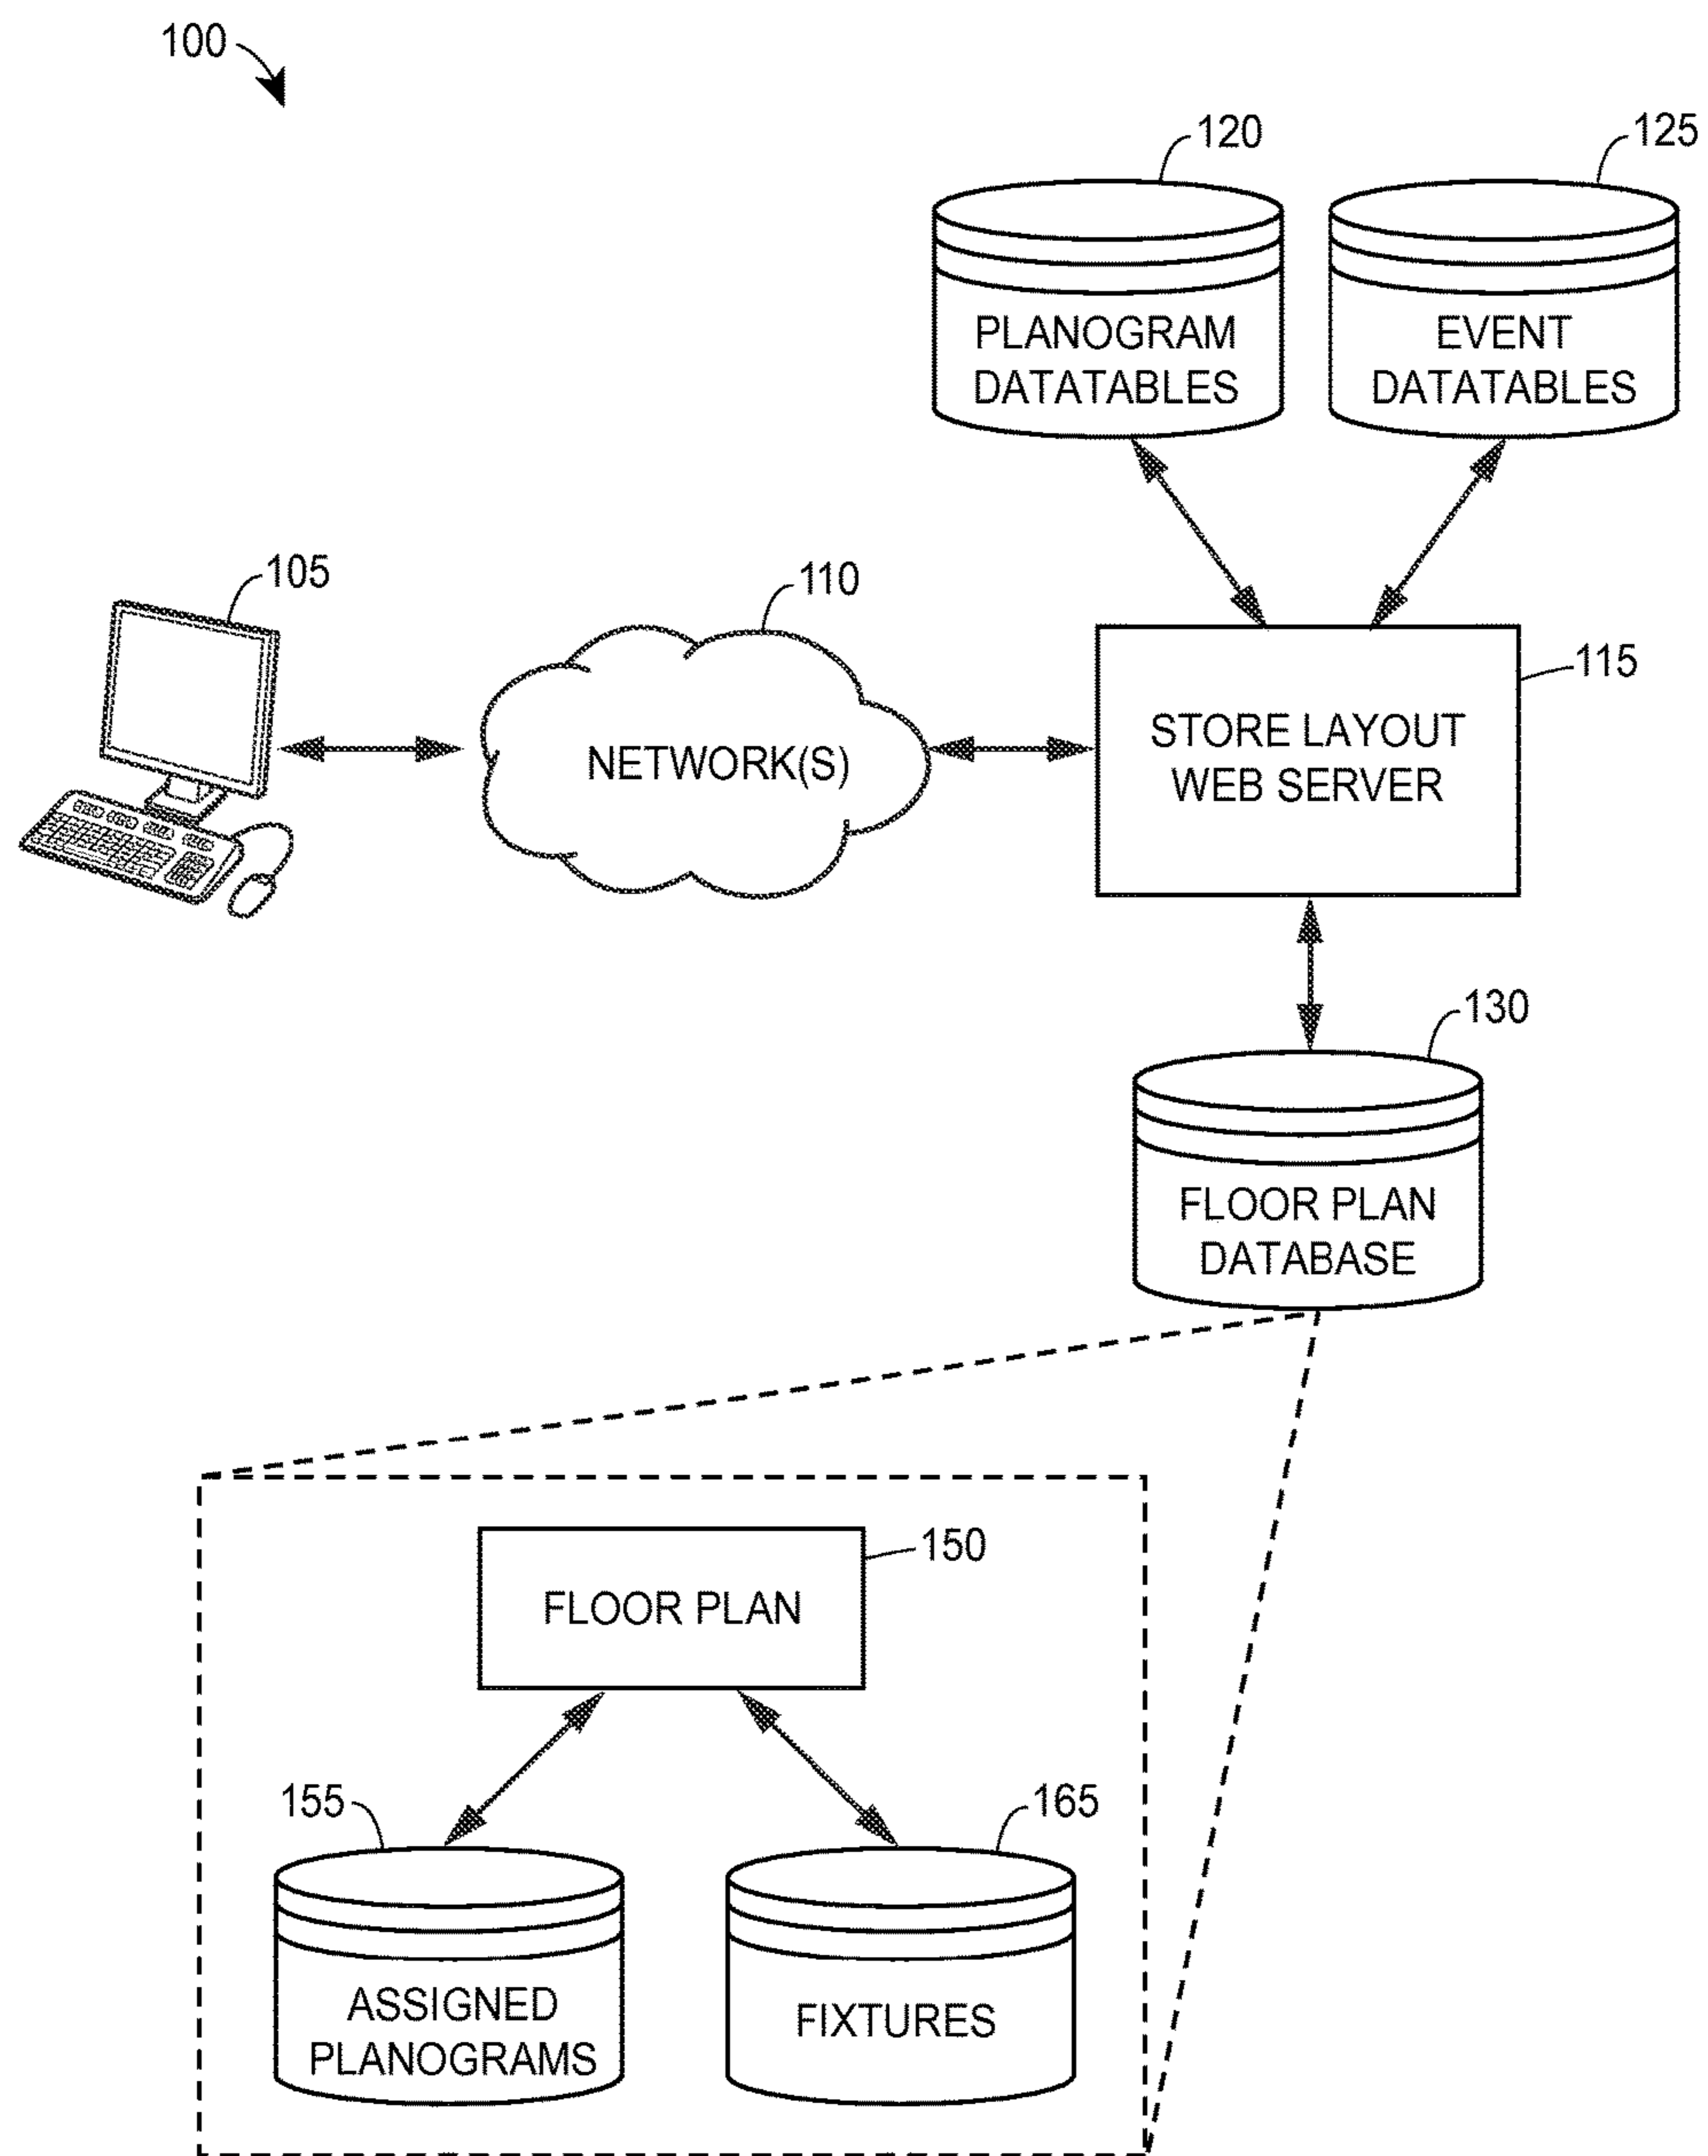 100
120
125
PLANOGRAM
DATATABLES
EVENT
DATATABLES
105
110
115
NETWORK(S)
STORE LAYOUT
WEB SERVER
130
FLOOR PLAN
DATABASE
150
FLOOR PLAN
155
165
ASSIGNED
PLANOGRAMS
FIXTURES